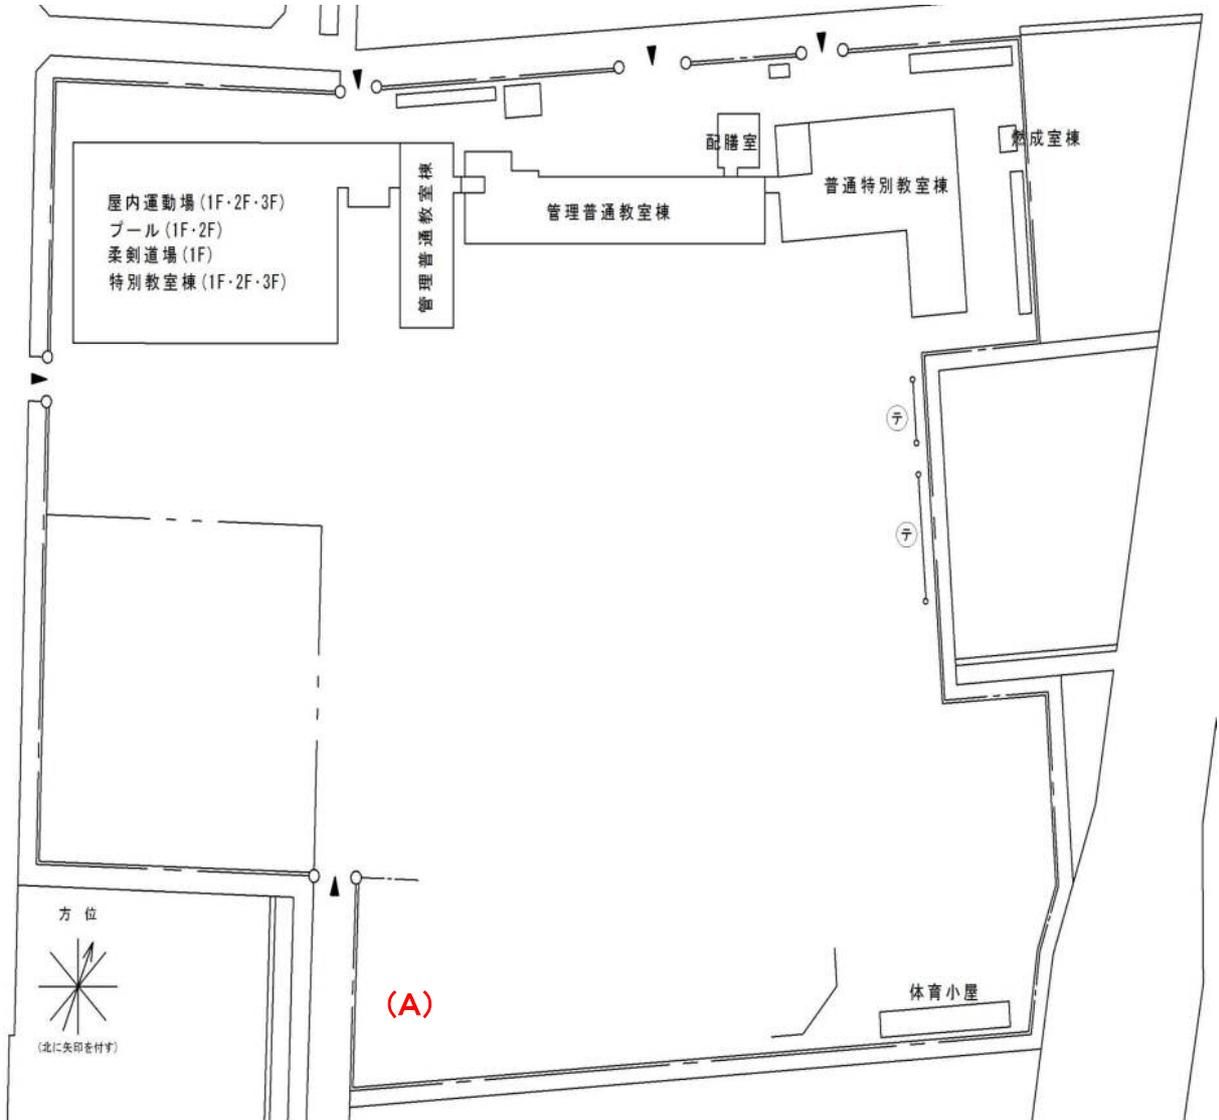 配膳室
燃成室棟
普通特別教室棟
屋内運動場(1F･2F･3F)
プール(1F･2F)
柔剣道場(1F)
特別教室棟(1F･2F･3F)
管理普通教室棟
管理普通教室棟
テ
テ
方 位
(北に矢印を付す)
(A)
体育小屋